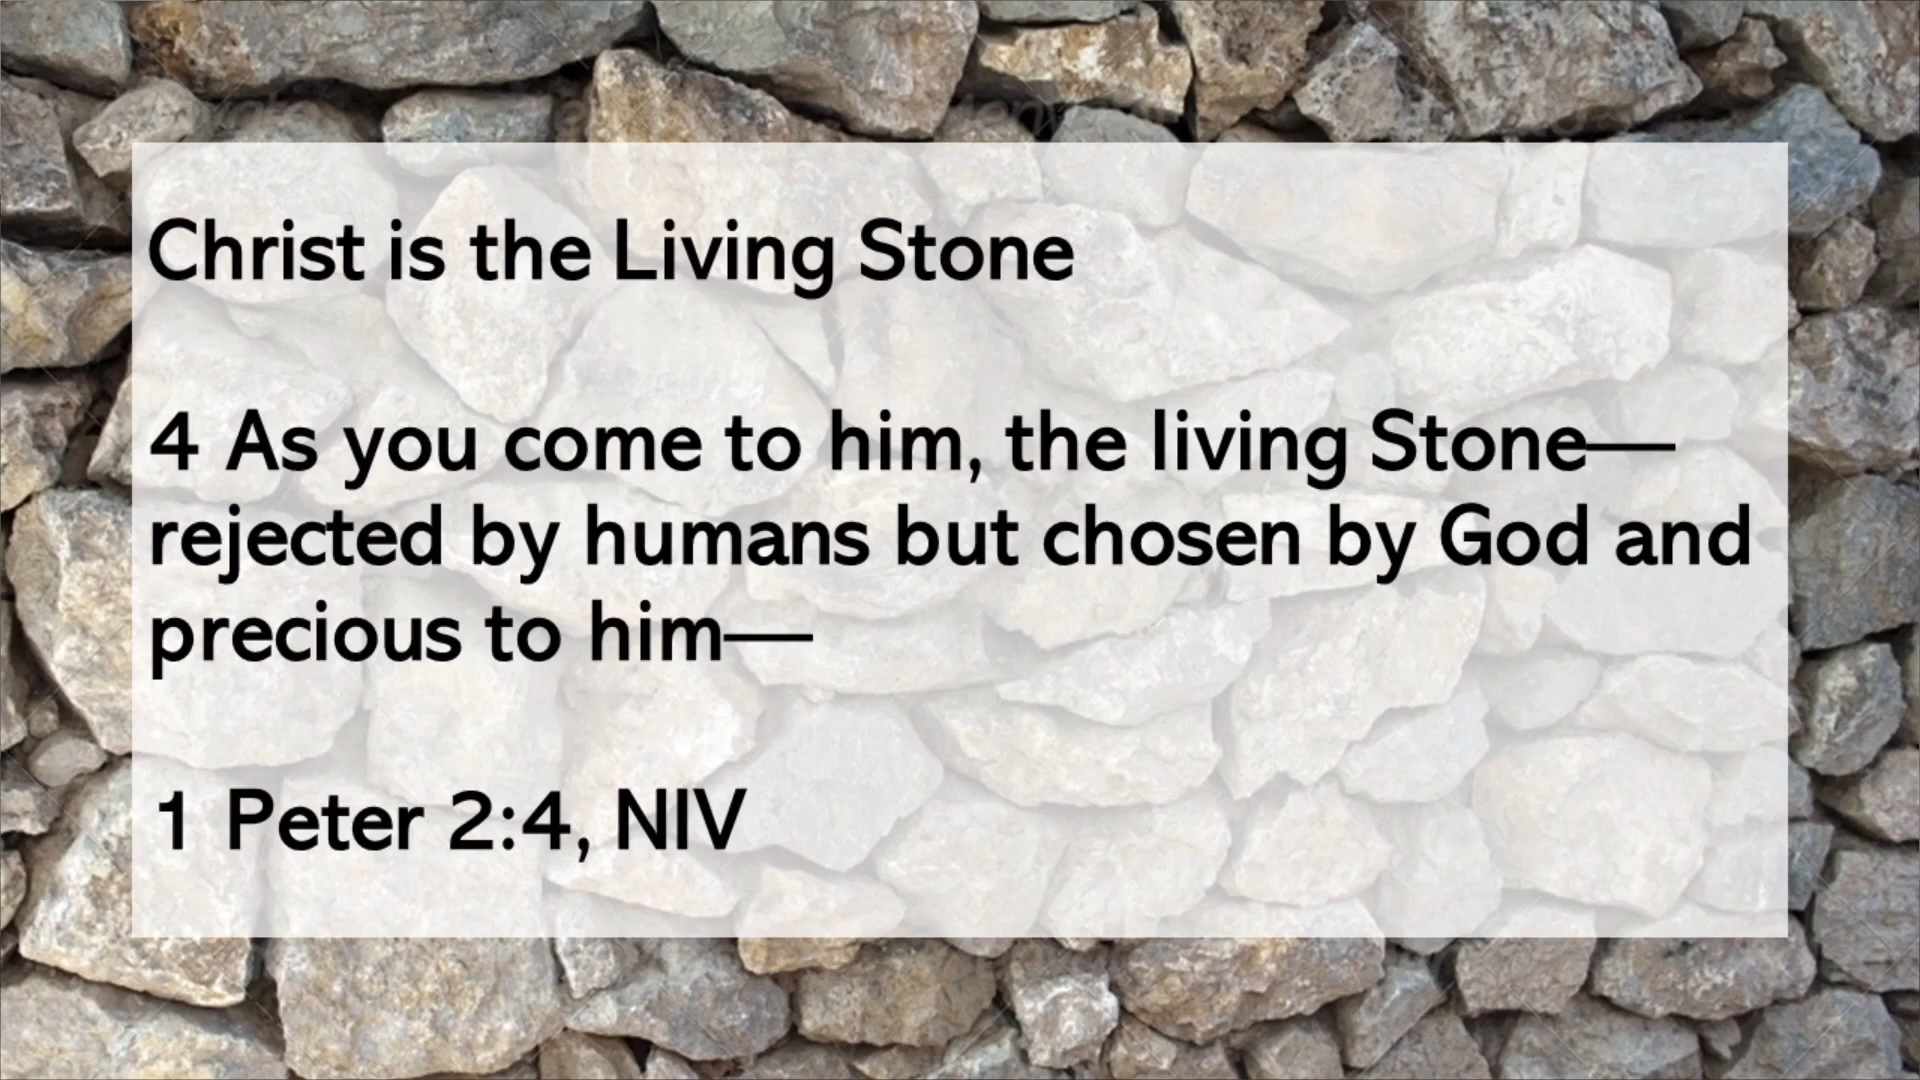 Christ is the Living Stone
4 As you come to him, the living Stone—
rejected by humans but chosen by God and
precious to him—
1 Peter 2:4, NIV